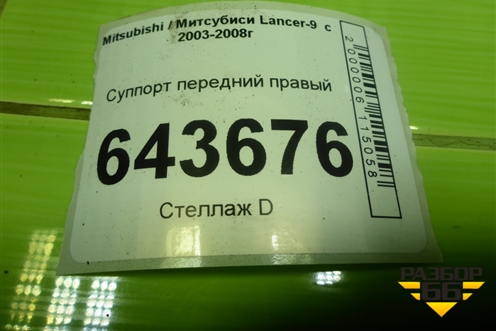 Mitsubishi / Митсубиси Lancer-9 с
2003-2008г
Суппорт передний правый
643676
Стеллаж D
2000006115058
РАЗБОР
66